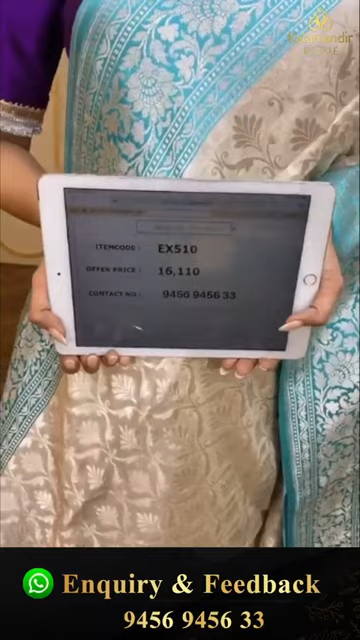 ITEMCODE : EX510
OFFER PRICE : 16,110
CONTACT NO : 9456 9456 33
Enquiry & Feedback
9456 9456 33